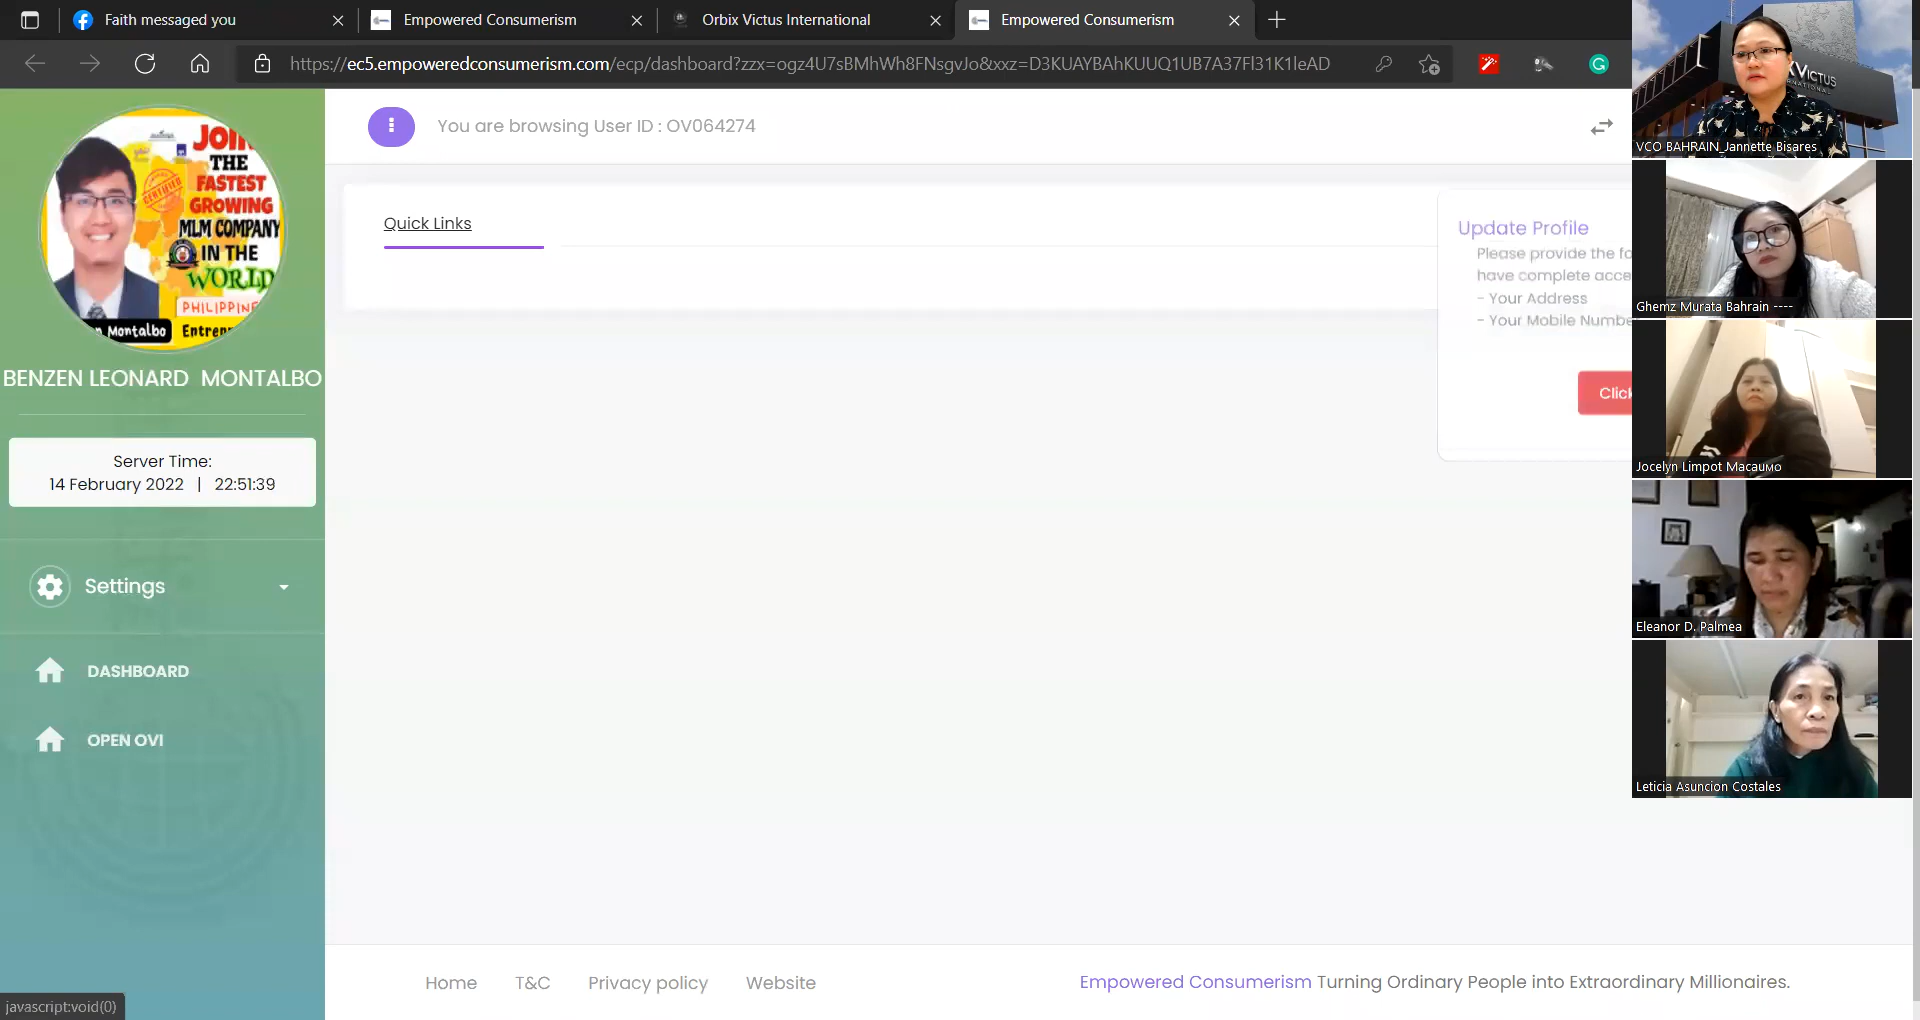 Faith messaged you
Empowered Consumerism
Orbix Victus International
Empowered Consumerism
https://ec5.empoweredconsumerism.com/ecp/dashboard?zzx=ogz4U7sBMhWh8FNsgvJo&xxz=D3KUAYBAhKUUQ1UB7A37Fl31K1leAD
JOIN
THE
FASTEST
GROWING
MLM COMPANY
IN THE
WORLD
CERTIFIED
PHILIPPINE
Montalbo
Entrepr
BENZEN LEONARD MONTALBO
Server Time:
14 February 2022 | 22:51:39
Settings
DASHBOARD
OPEN OVI
javascript:void(0)
You are browsing User ID : OV064274
Quick Links
Update Profile
Please provide the fo
have complete acce
- Your Address
- Your Mobile Numbe
Click
Home
T&C
Privacy policy
Website
Empowered Consumerism Turning Ordinary People into Extraordinary Millionaires.
VICTUS
VCO BAHRAIN_Jannette Bisares
Ghemz Murata Bahrain ----
Jocelyn Limpot Macauмo
Eleanor D. Palmea
Leticia Asuncion Costales